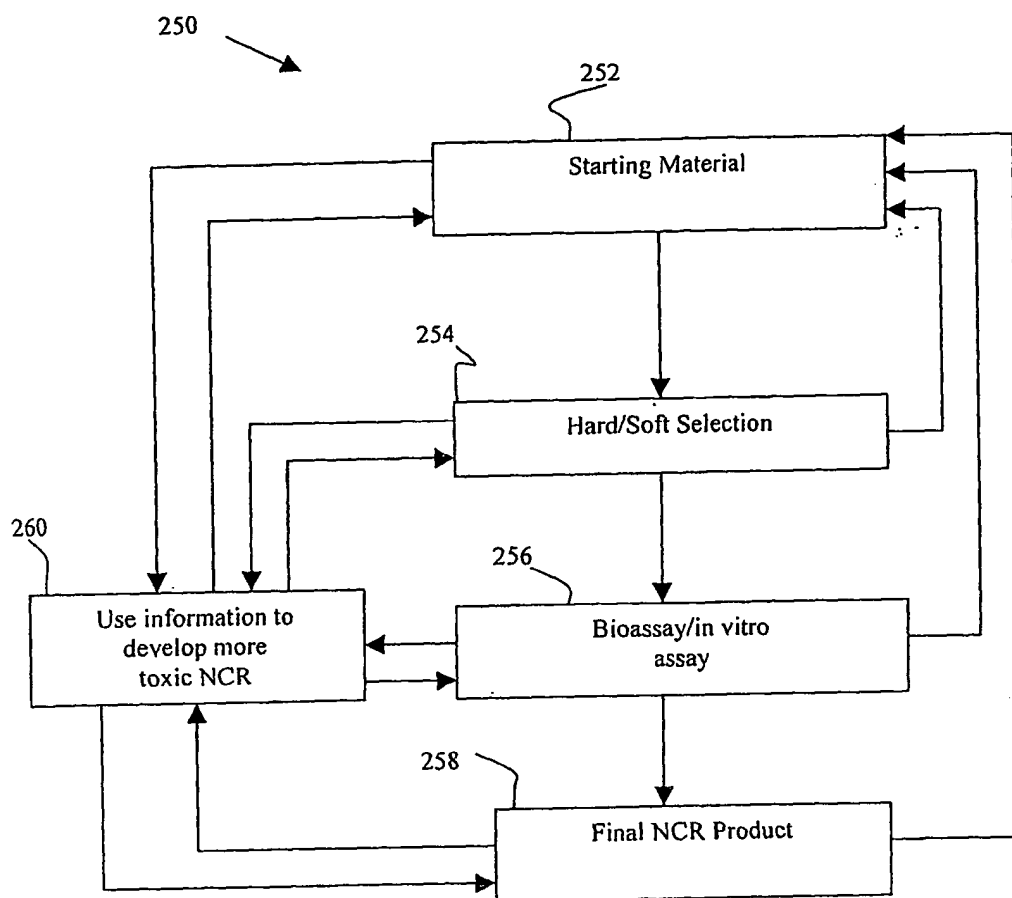 250
252
Starting Material
254
Hard/Soft Selection
260
Use information to
develop more
toxic NCR
256
Bioassay/in vitro
assay
258
Final NCR Product